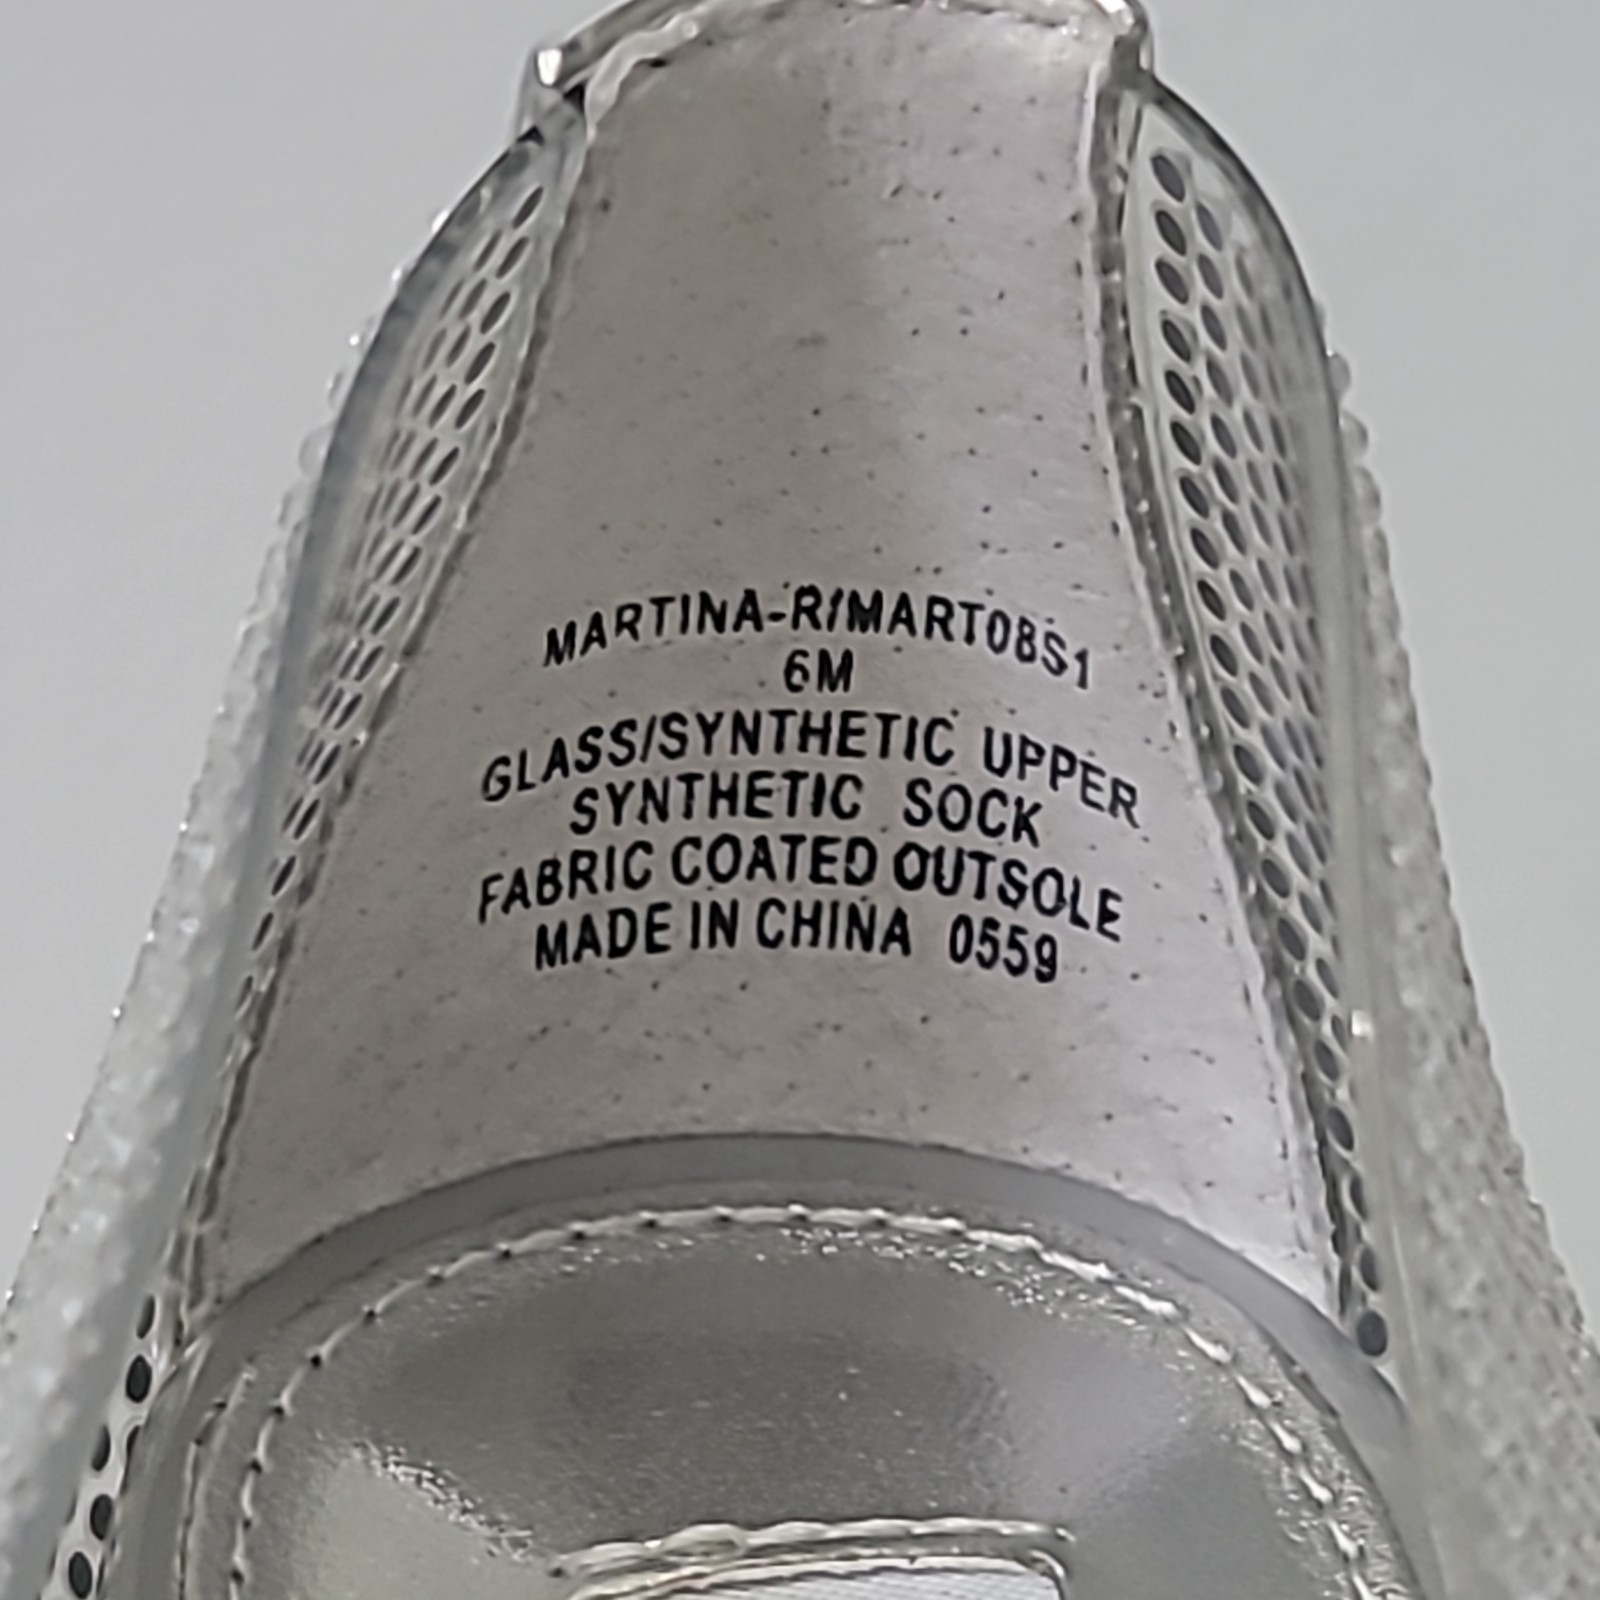 MARTINA-R/MART08S1
6M
GLASS/SYNTHETIC UPPER
SYNTHETIC SOCK
FABRIC COATED OUTSOLE
MADE IN CHINA 0559